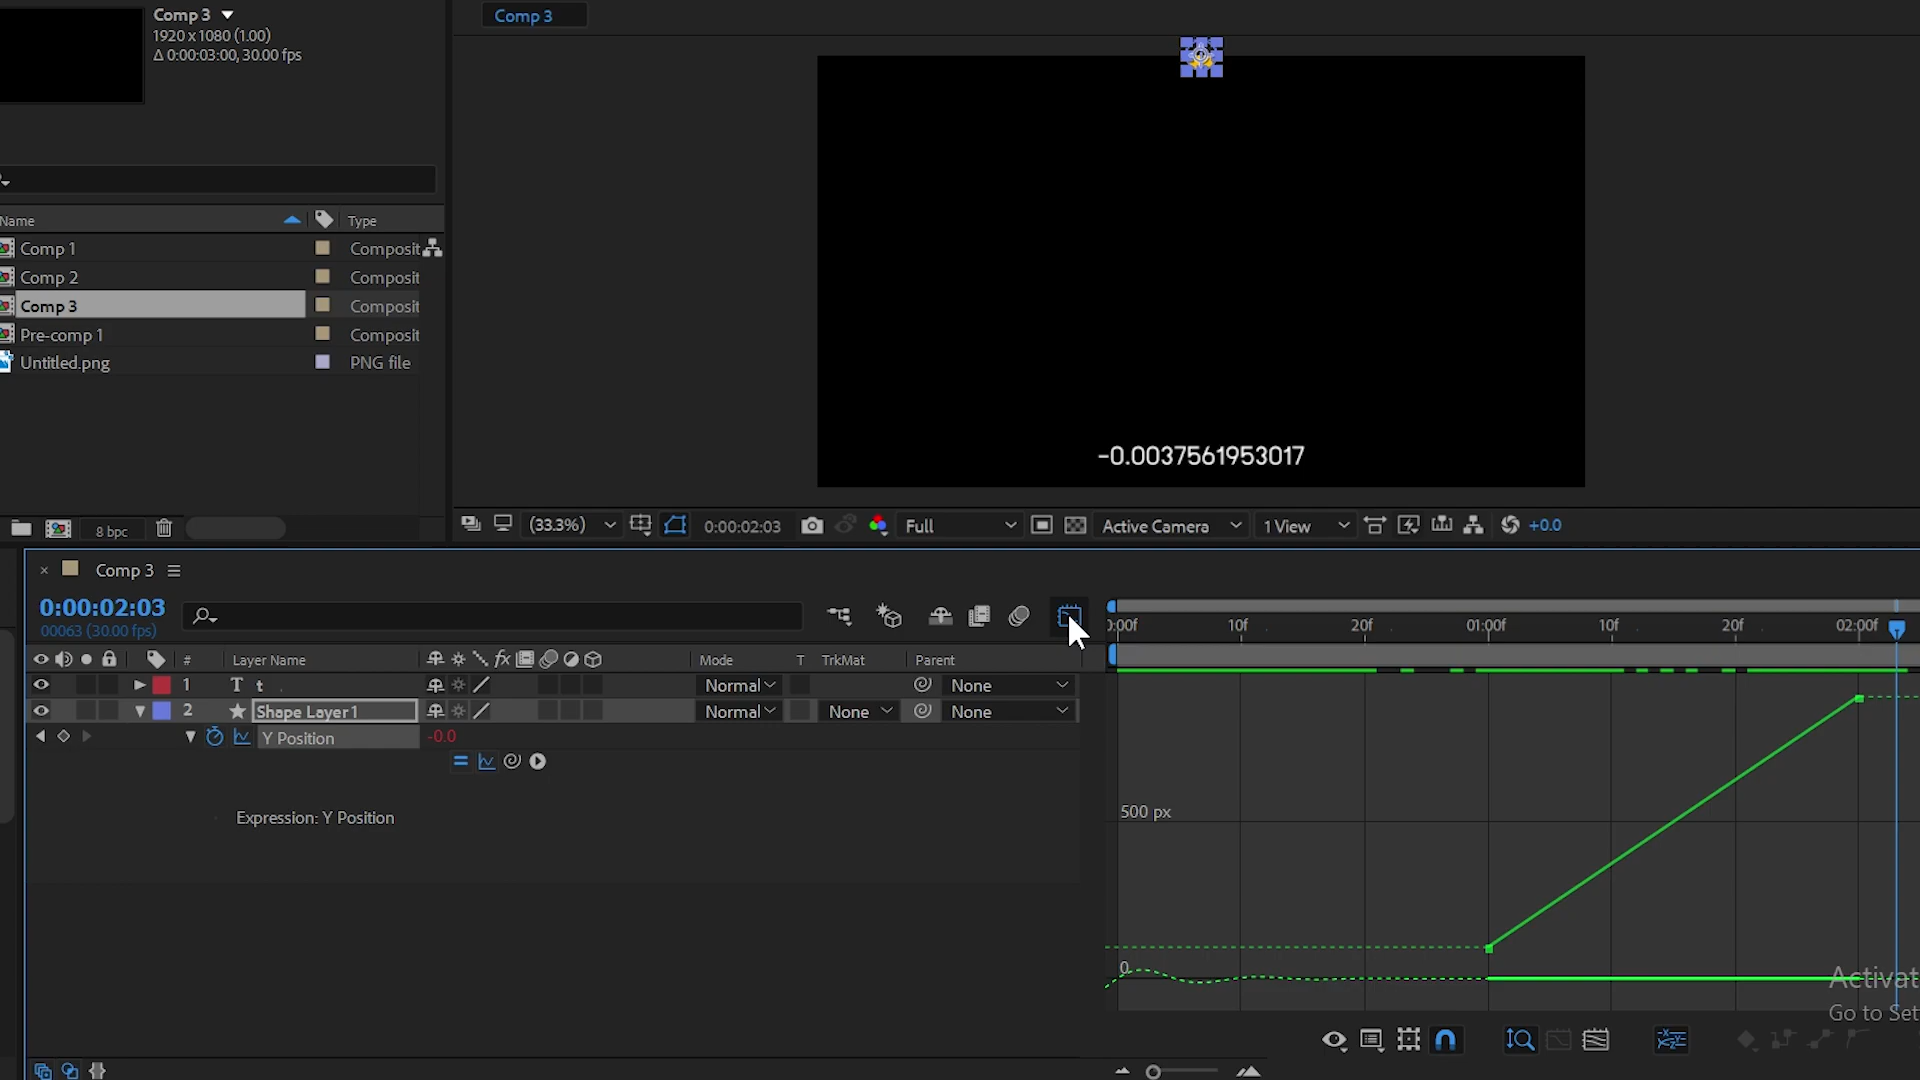 Comp 3
1920 x 1080 (1.00)
Δ 0:00:03:00, 30.00 fps
Comp 3
Name Type
Comp 1 Composit
Comp 2 Composit
Comp 3 Composit
Pre-comp 1 Composit
Untitled.png PNG file
-0.0037561953017
8 bpc
(33.3%) 0:00:02:03 Full Active Camera 1 View +0.0
Comp 3
0:00:02:03
00063 (30.00 fps)
:00f 10f 20f 01:00f 10f 20f 02:00f
# Layer Name fx Mode T TrkMat Parent
1 T t Normal None
2 Shape Layer 1 Normal None None
Y Position -0.0
Expression: Y Position
500 px
0
Activat
Go to Set